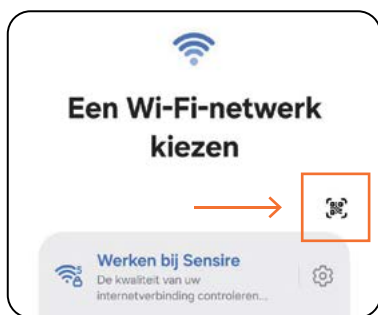 Een Wi-Fi-netwerk
kiezen
Werken bij Sensire
De kwaliteit van uw
internetverbinding controleren...